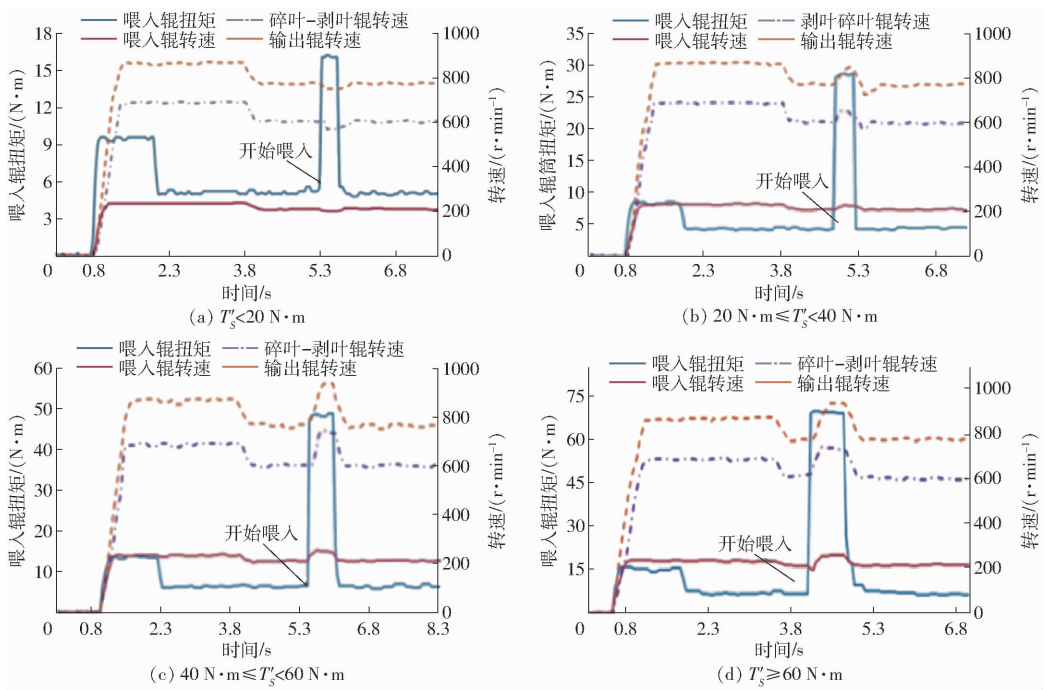 喂入辊扭矩 碎叶-剥叶辊转速
喂入辊转速 输出辊转速
喂入辊扭矩/(N·m)
18
15
12
9
6
3
0
1000
800
600
400
200
0
转速/(r·min⁻¹)
开始喂入
0.8 2.3 3.8 5.3 6.8
时间/s
(a) T′S<20 N·m
喂入辊扭矩 剥叶碎叶辊转速
喂入辊转速 输出辊转速
喂入辊筒扭矩/(N·m)
35
30
25
20
15
10
5
0
1000
800
600
400
200
0
转速/(r·min⁻¹)
开始喂入
0.8 2.3 3.8 5.3 6.8
时间/s
(b) 20 N·m≤T′S<40 N·m
喂入辊扭矩 碎叶-剥叶辊转速
喂入辊转速 输出辊转速
喂入辊扭矩/(N·m)
60
50
40
30
20
10
0
1000
800
600
400
200
0
转速/(r·min⁻¹)
开始喂入
0.8 2.3 3.8 5.3 6.8 8.3
时间/s
(c) 40 N·m≤T′S<60 N·m
喂入辊扭矩 碎叶-剥叶辊转速
喂入辊转速 输出辊转速
喂入辊扭矩/(N·m)
75
60
45
30
15
0
1000
800
600
400
200
0
转速/(r·min⁻¹)
开始喂入
0.8 2.3 3.8 5.3 6.8
时间/s
(d) T′S≥60 N·m